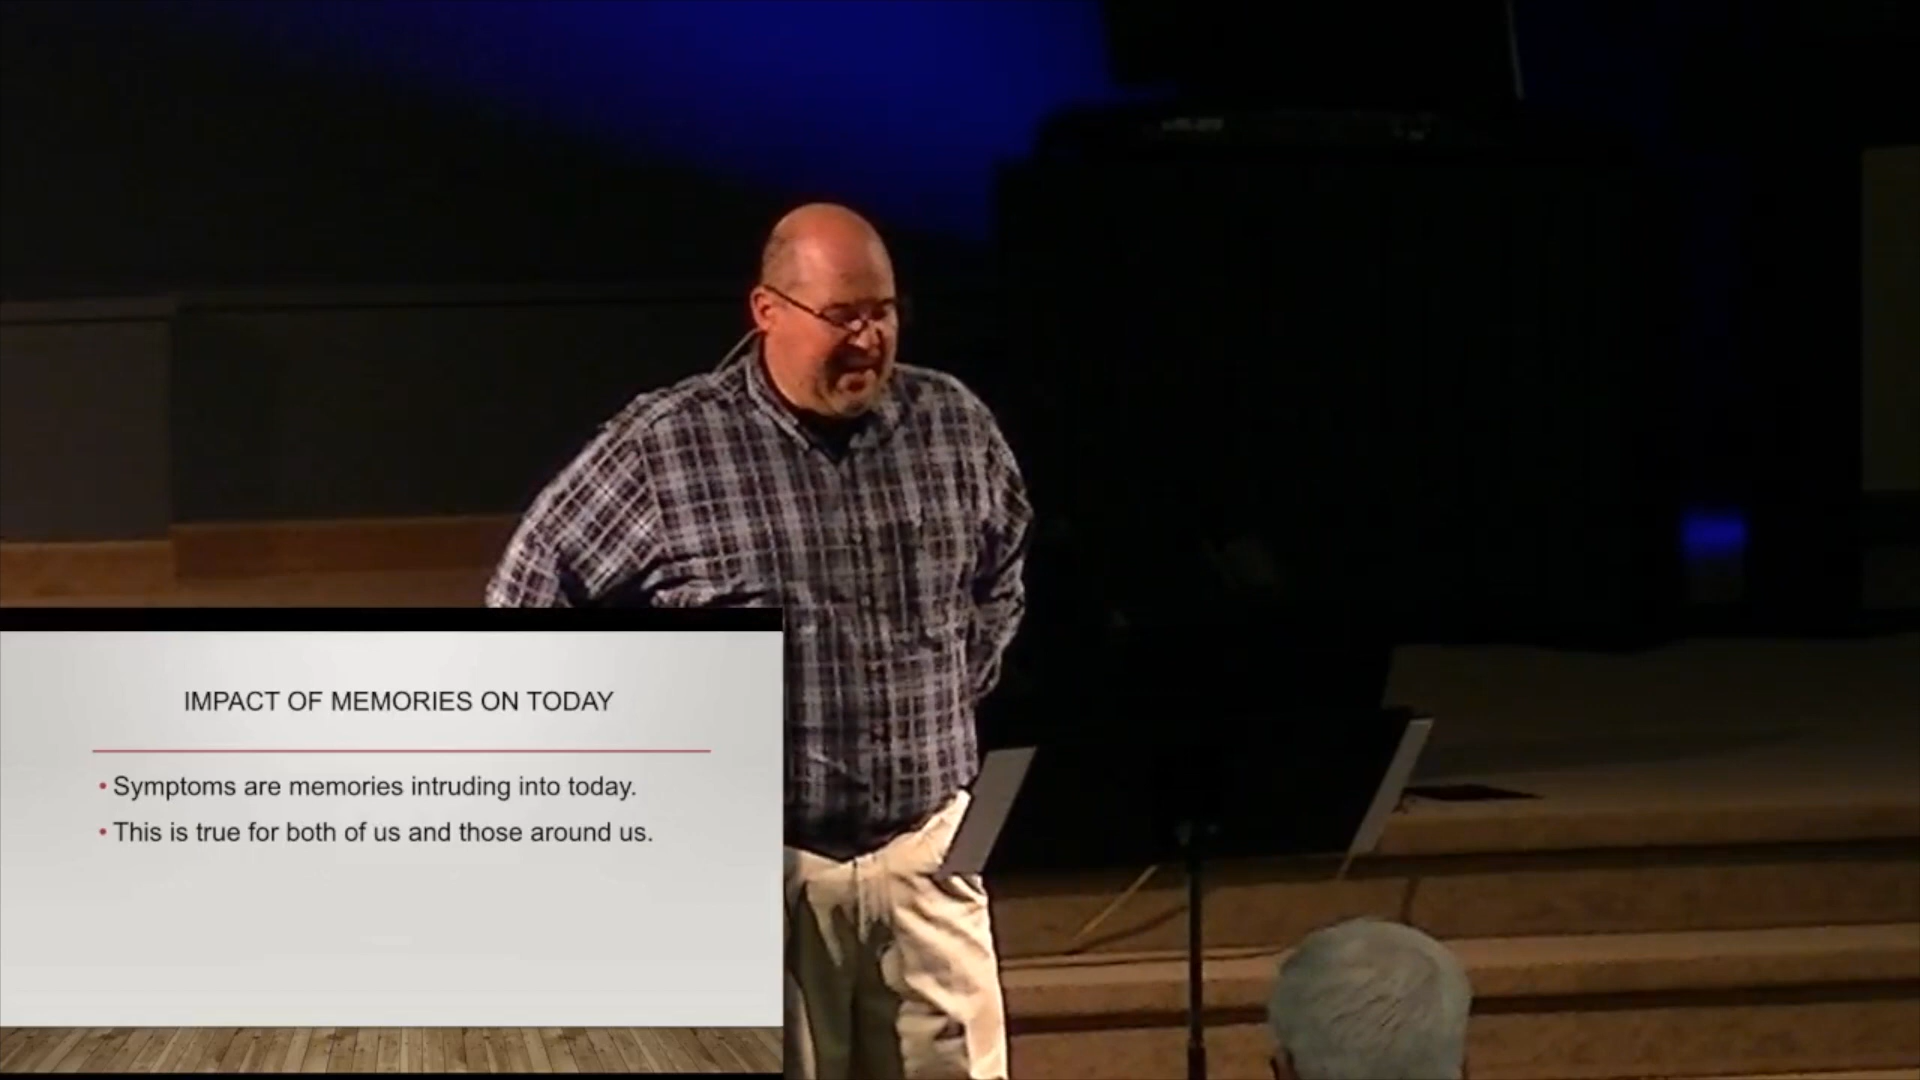 IMPACT OF MEMORIES ON TODAY
• Symptoms are memories intruding into today.
• This is true for both of us and those around us.